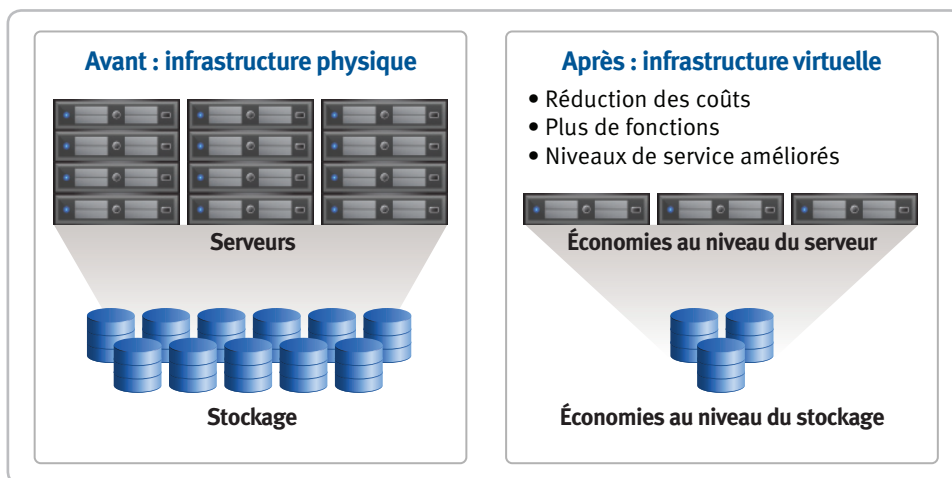 Avant : infrastructure physique
Serveurs
Stockage
Après : infrastructure virtuelle
• Réduction des coûts
• Plus de fonctions
• Niveaux de service améliorés
Économies au niveau du serveur
Économies au niveau du stockage